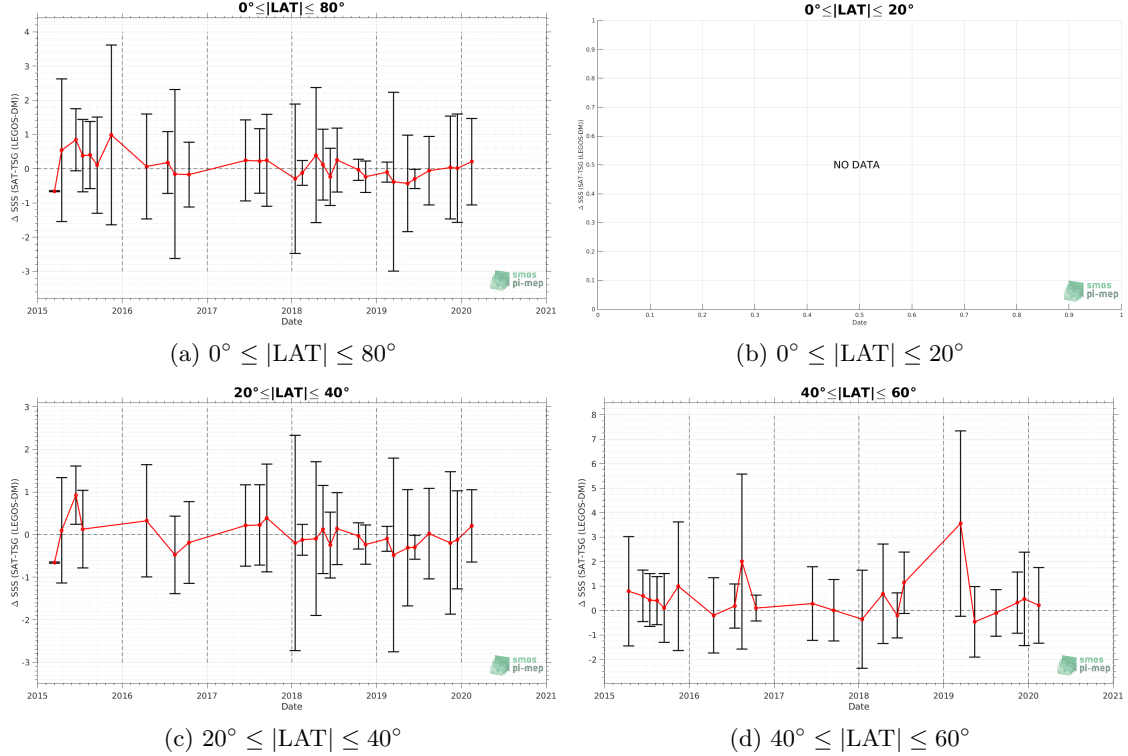 0°≤|LAT|≤ 80°
Δ SSS (SAT-TSG (LEGOS-DM))
4
3
2
1
0
-1
-2
-3
2015 2016 2017 2018 2019 2020 2021
Date
smos
pi-mep
(a) 0° ≤ |LAT| ≤ 80°
0°≤|LAT|≤ 20°
Δ SSS (SAT-TSG (LEGOS-DM))
1
0.9
0.8
0.7
0.6
0.5
0.4
0.3
0.2
0.1
0
NO DATA
0 0.1 0.2 0.3 0.4 0.5 0.6 0.7 0.8 0.9 1
Date
smos
pi-mep
(b) 0° ≤ |LAT| ≤ 20°
20°≤|LAT|≤ 40°
Δ SSS (SAT-TSG (LEGOS-DM))
3
2
1
0
-1
-2
-3
2015 2016 2017 2018 2019 2020 2021
Date
smos
pi-mep
(c) 20° ≤ |LAT| ≤ 40°
40°≤|LAT|≤ 60°
Δ SSS (SAT-TSG (LEGOS-DM))
8
7
6
5
4
3
2
1
0
-1
-2
2015 2016 2017 2018 2019 2020 2021
Date
smos
pi-mep
(d) 40° ≤ |LAT| ≤ 60°